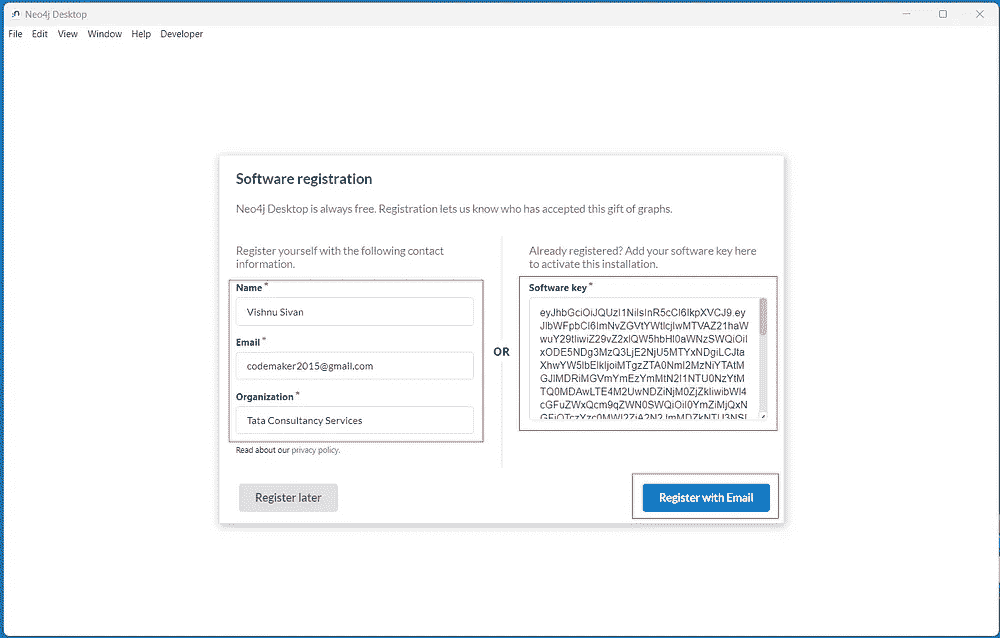 Neo4j Desktop
File Edit View Window Help Developer
Software registration
Neo4j Desktop is always free. Registration lets us know who has accepted this gift of graphs.
Register yourself with the following contact
information.
Name *
Vishnu Sivan
Email *
codemaker2015@gmail.com
Organization *
Tata Consultancy Services
Read about our privacy policy.
Register later
OR
Already registered? Add your software key here
to activate this installation.
Software key *
Register with Email